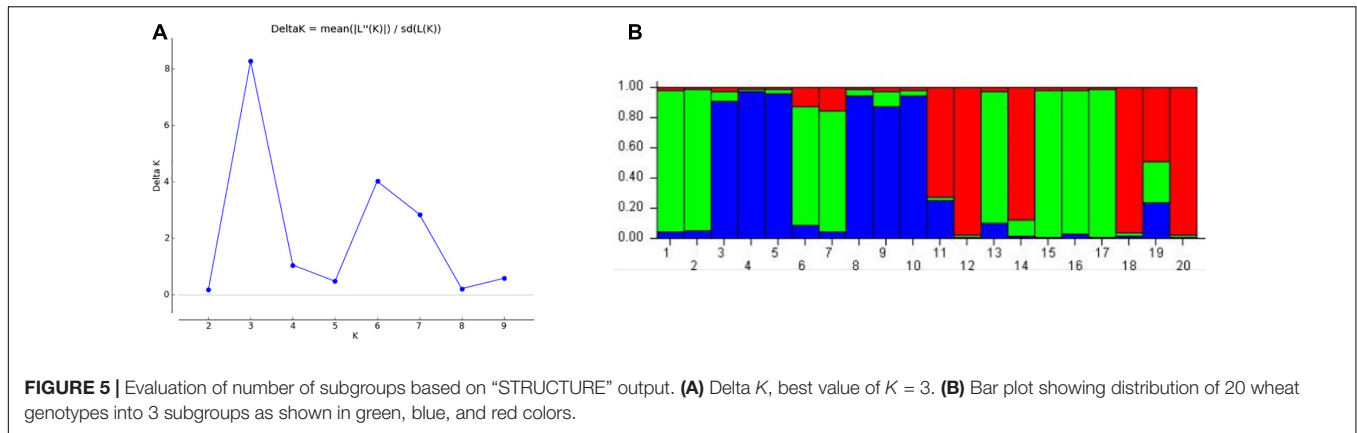 A
DeltaK = mean(|L''(K)|) / sd(L(K))
Delta K
8
6
4
2
0
2 3 4 5 6 7 8 9
K
B
1.00
0.80
0.60
0.40
0.20
0.00
1 2 3 4 5 6 7 8 9 10 11 12 13 14 15 16 17 18 19 20
FIGURE 5 | Evaluation of number of subgroups based on “STRUCTURE” output. (A) Delta K, best value of K = 3. (B) Bar plot showing distribution of 20 wheat
genotypes into 3 subgroups as shown in green, blue, and red colors.